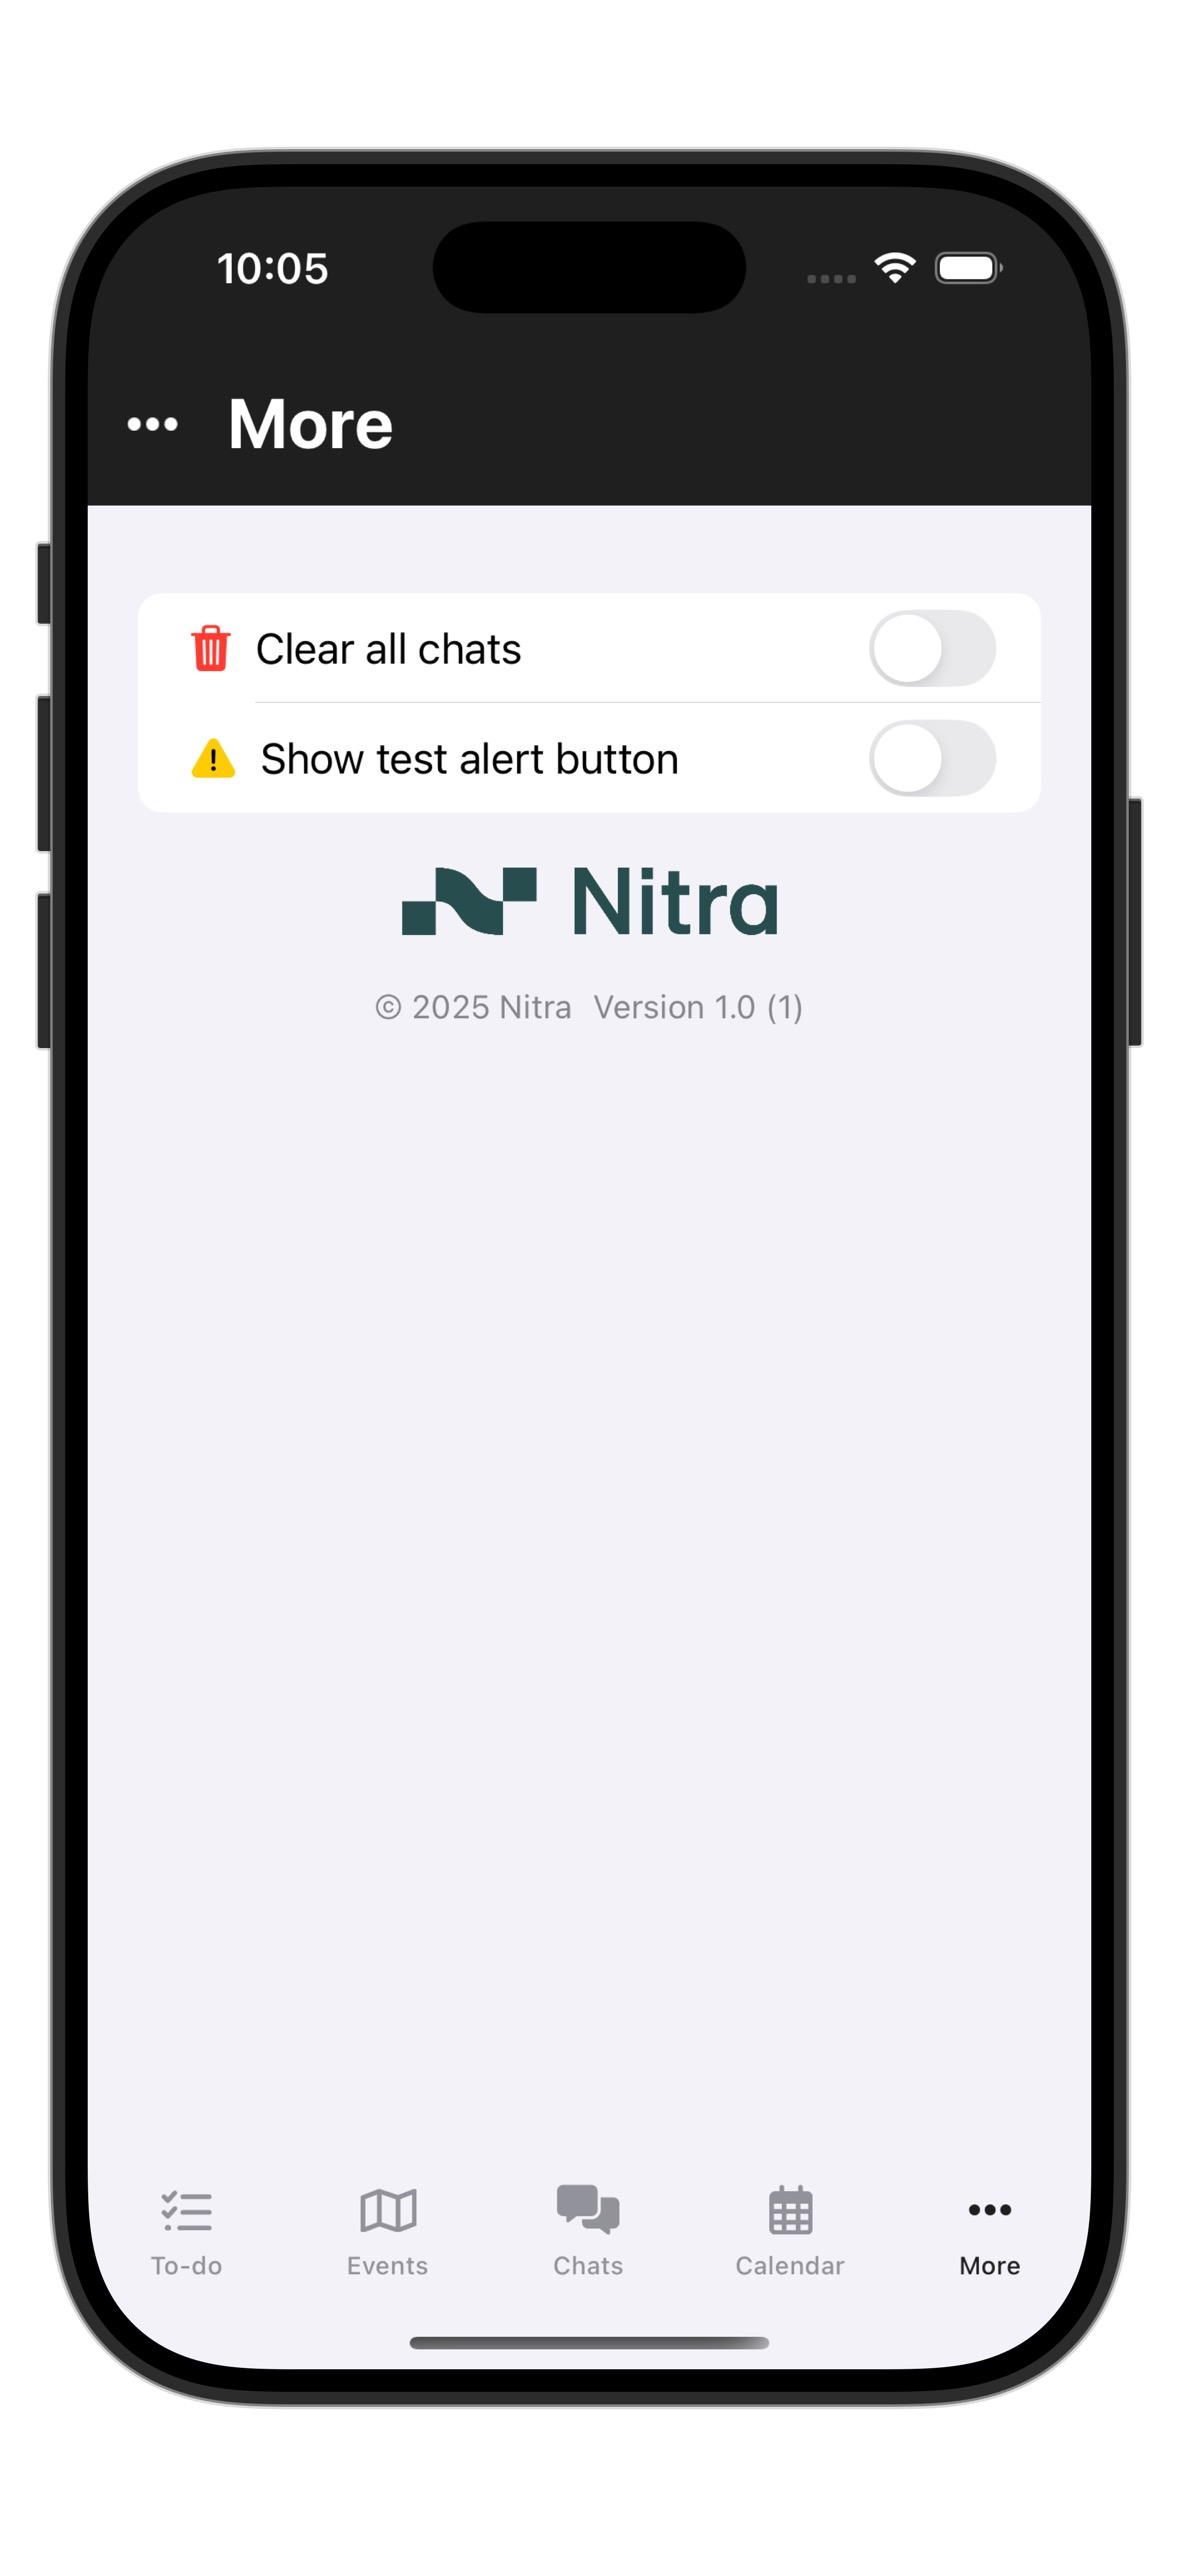 10:05
More
Clear all chats
Show test alert button
Nitra
© 2025 Nitra Version 1.0 (1)
To-do Events Chats Calendar More